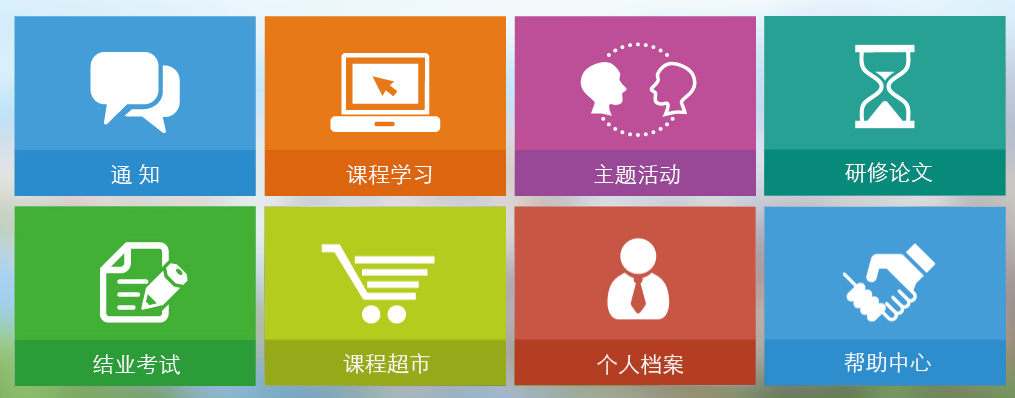 通 知
课程学习
主题活动
研修论文
结业考试
课程超市
个人档案
帮助中心